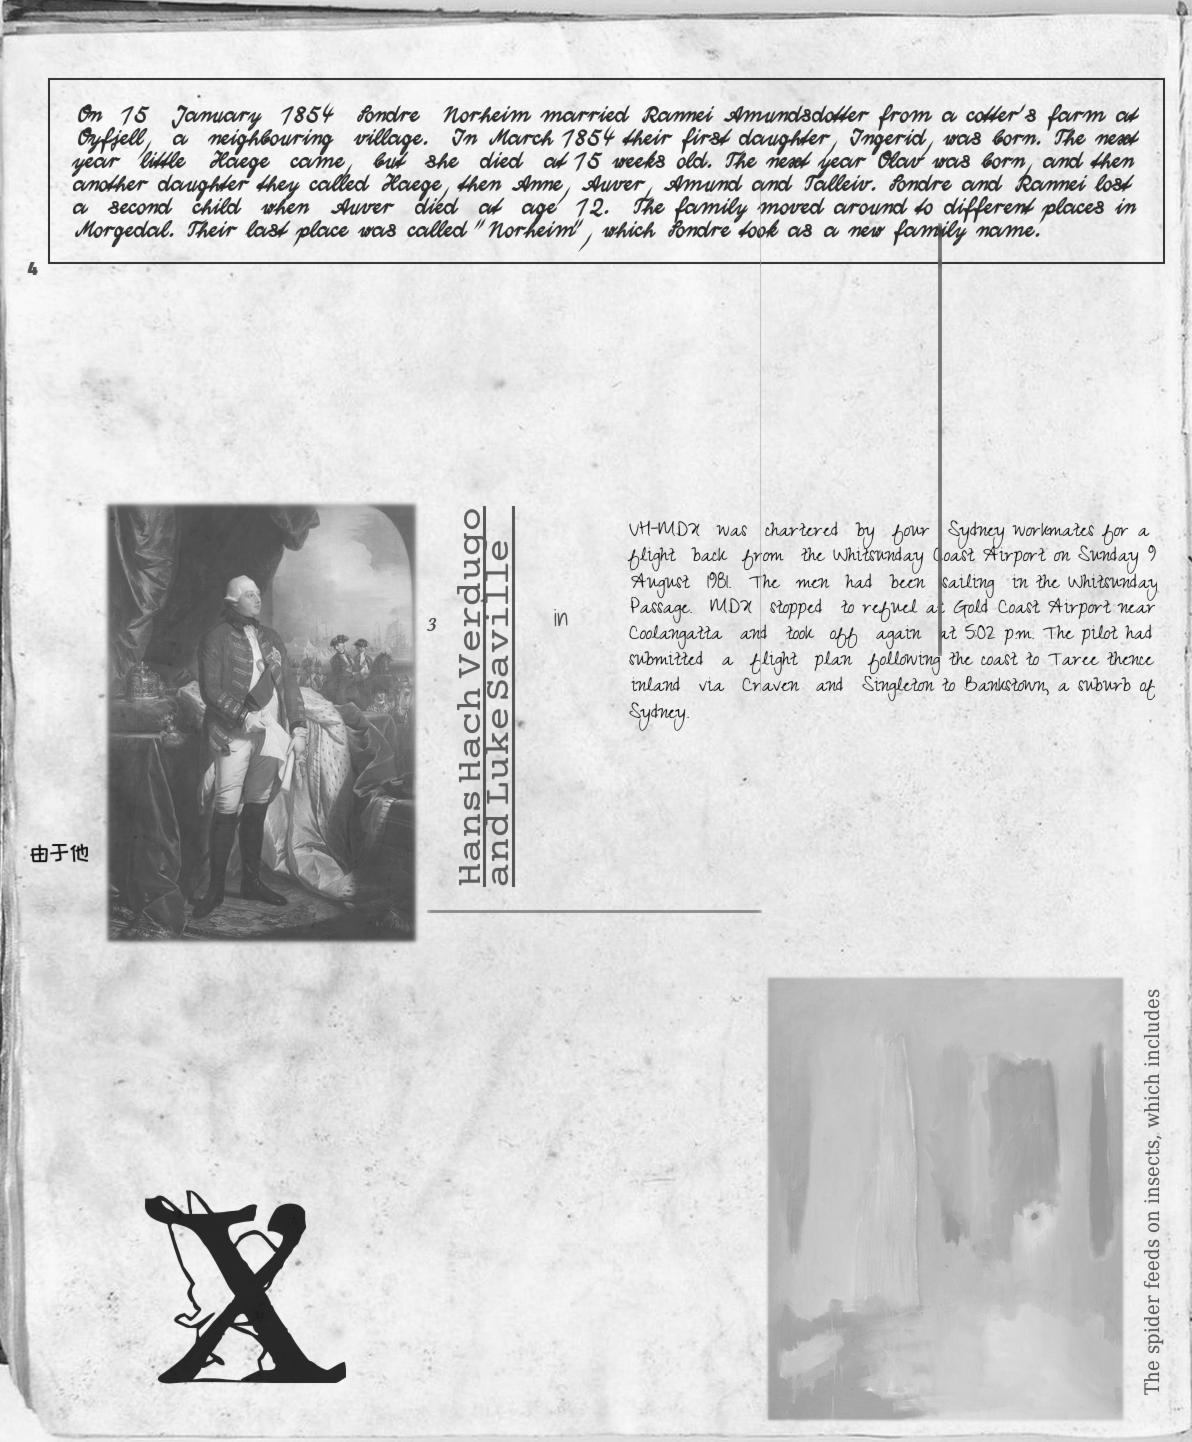 On 15 January 1854 Sondre Norheim married Rannei Amundsdotter from a cotter's farm at
Øyfjell, a neighbouring village. In March 1854 their first daughter, Ingerid, was born. The next
year little Hæge came, but she died at 15 weeks old. The next year Olav was born, and then
another daughter they called Hæge, then Anne, Auver, Amund and Talleiv. Sondre and Rannei lost
a second child when Auver died at age 12. The family moved around to different places in
Morgedal. Their last place was called "Norheim", which Sondre took as a new family name.
4
Hans Hach Verdugo
and Luke Saville
3
in
VH-MDX was chartered by four Sydney workmates for a
flight back from the Whitsunday Coast Airport on Sunday 9
August 1981. The men had been sailing in the Whitsunday
Passage. MDX stopped to refuel at Gold Coast Airport near
Coolangatta and took off again at 5:02 p.m. The pilot had
submitted a flight plan following the coast to Taree thence
inland via Craven and Singleton to Bankstown, a suburb of
Sydney.
由于他
X
The spider feeds on insects, which includes